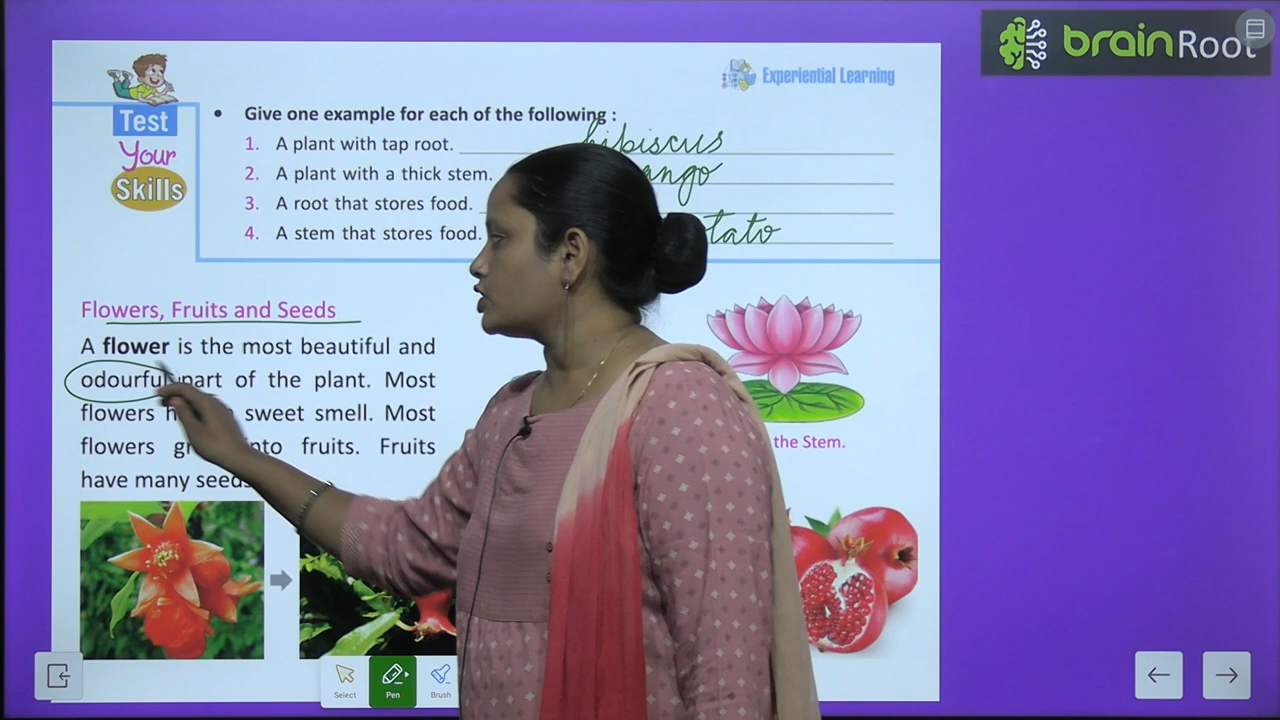 brainRoot
Experiential Learning
Test
Your
Skills
• Give one example for each of the following :
1. A plant with tap root. hibiscus
2. A plant with a thick stem.
3. A root that stores food.
4. A stem that stores food.
Flowers, Fruits and Seeds
A flower is the most beautiful and
odourful part of the plant. Most
flowers sweet smell. Most
flowers into fruits. Fruits
have many seeds
the Stem.
Select
Pen
Brush